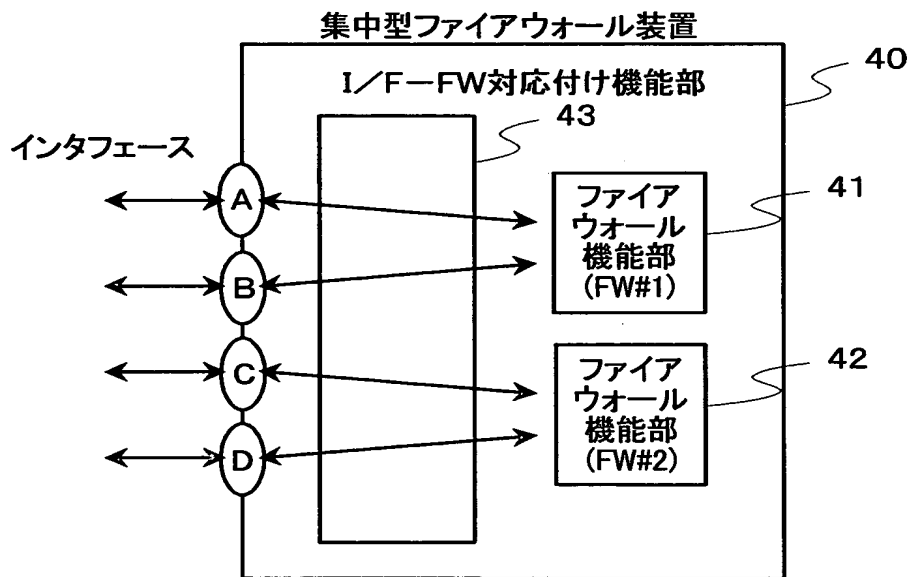 集中型ファイアウォール装置
40
I/F-FW対応付け機能部
43
インタフェース
A
B
C
D
ファイア
ウォール
機能部
(FW#1)
41
ファイア
ウォール
機能部
(FW#2)
42